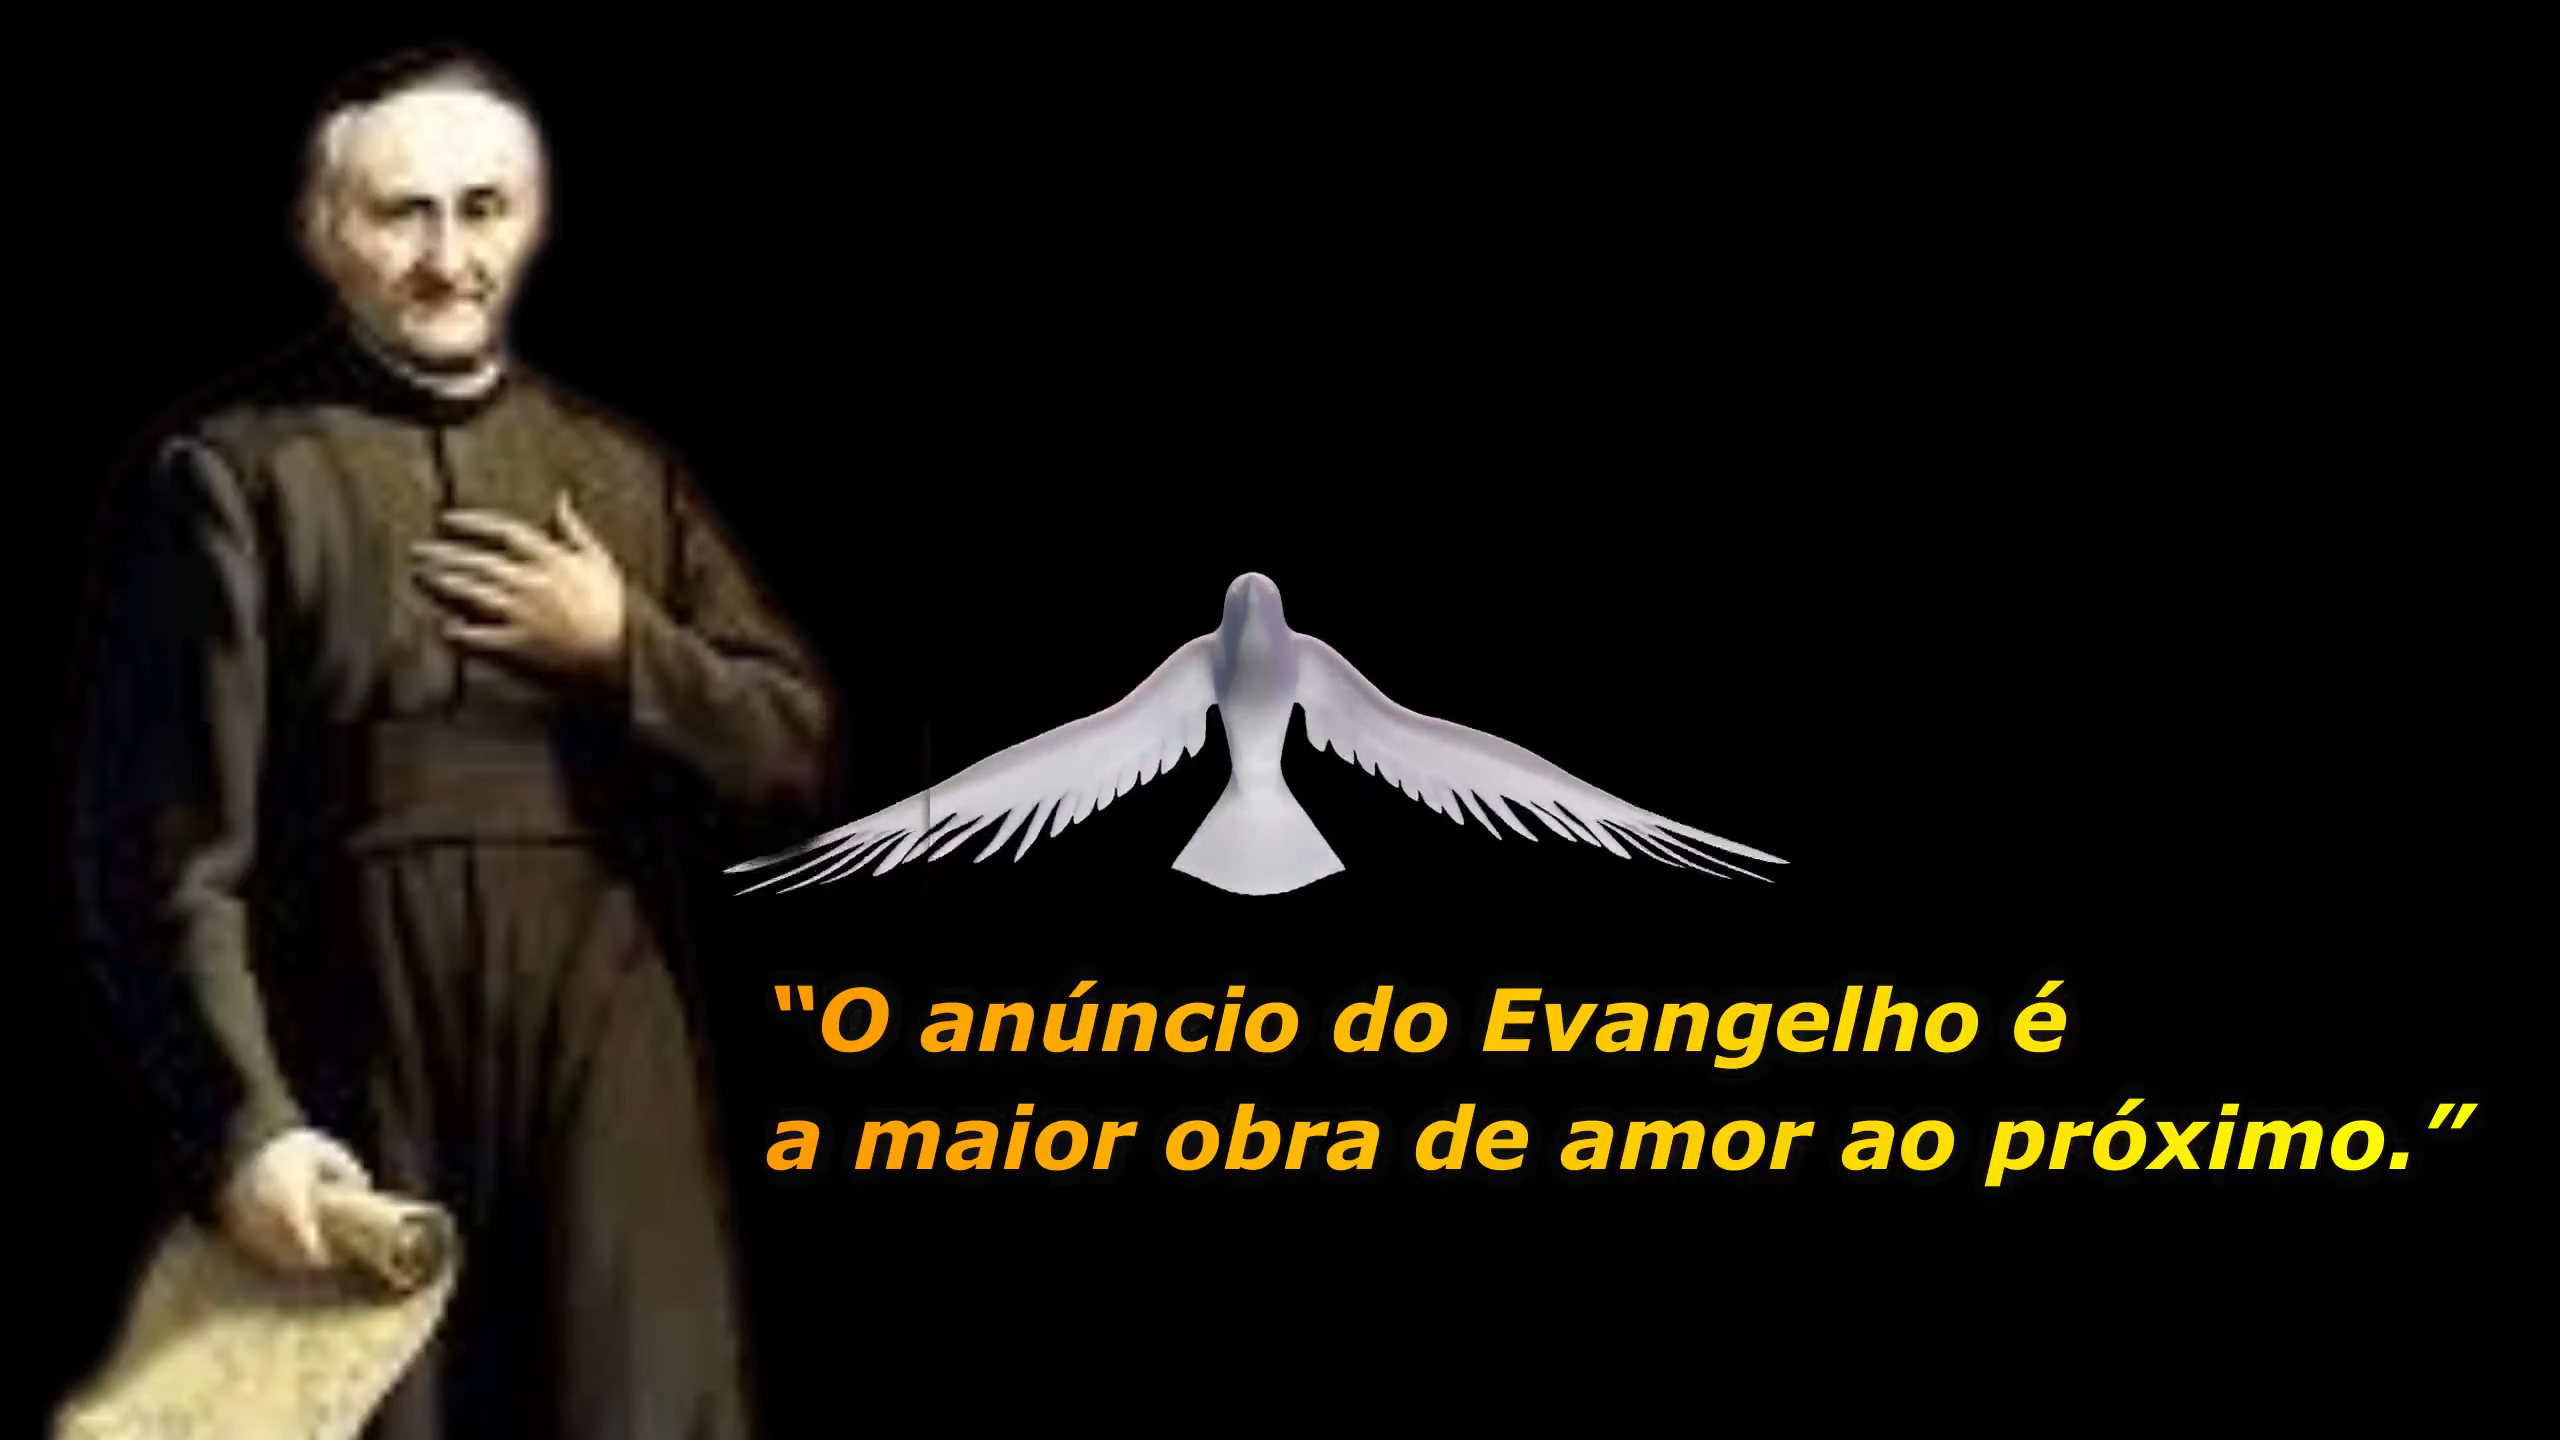 “O anúncio do Evangelho é
a maior obra de amor ao próximo.”